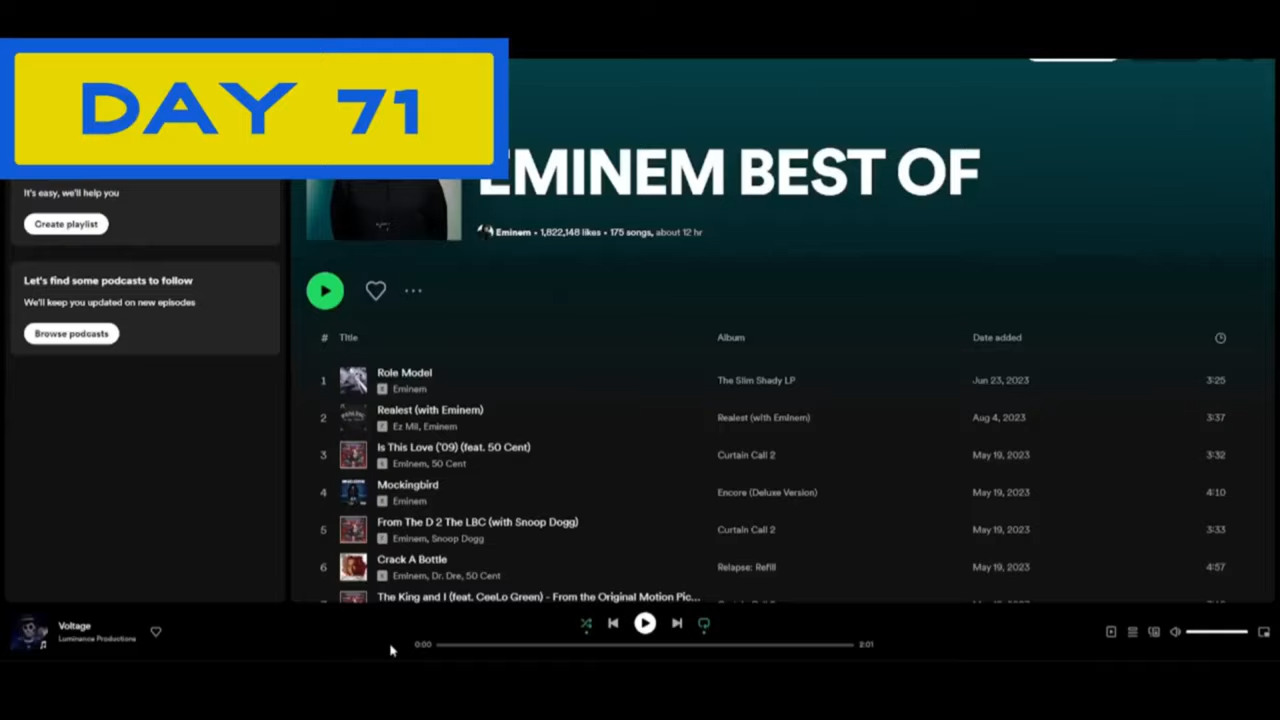 DAY 71
EMINEM BEST OF
Eminem • 1,822,148 likes • 175 songs, about 12 hr
It's easy, we'll help you
Create playlist
Let's find some podcasts to follow
We'll keep you updated on new episodes
Browse podcasts
# Title Album Date added
1 Role Model The Slim Shady LP Jun 23, 2023 3:25
E Eminem
2 Realest (with Eminem) Realest (with Eminem) Aug 4, 2023 3:37
E Ez Mil, Eminem
3 Is This Love ('09) (feat. 50 Cent) Curtain Call 2 May 19, 2023 3:32
E Eminem, 50 Cent
4 Mockingbird Encore (Deluxe Version) May 19, 2023 4:10
E Eminem
5 From The D 2 The LBC (with Snoop Dogg) Curtain Call 2 May 19, 2023 3:33
E Eminem, Snoop Dogg
6 Crack A Bottle Relapse: Refill May 19, 2023 4:57
E Eminem, Dr. Dre, 50 Cent
The King and I (feat. CeeLo Green) - From the Original Motion Pic...
Voltage
Luminance Productions
0:00 2:01